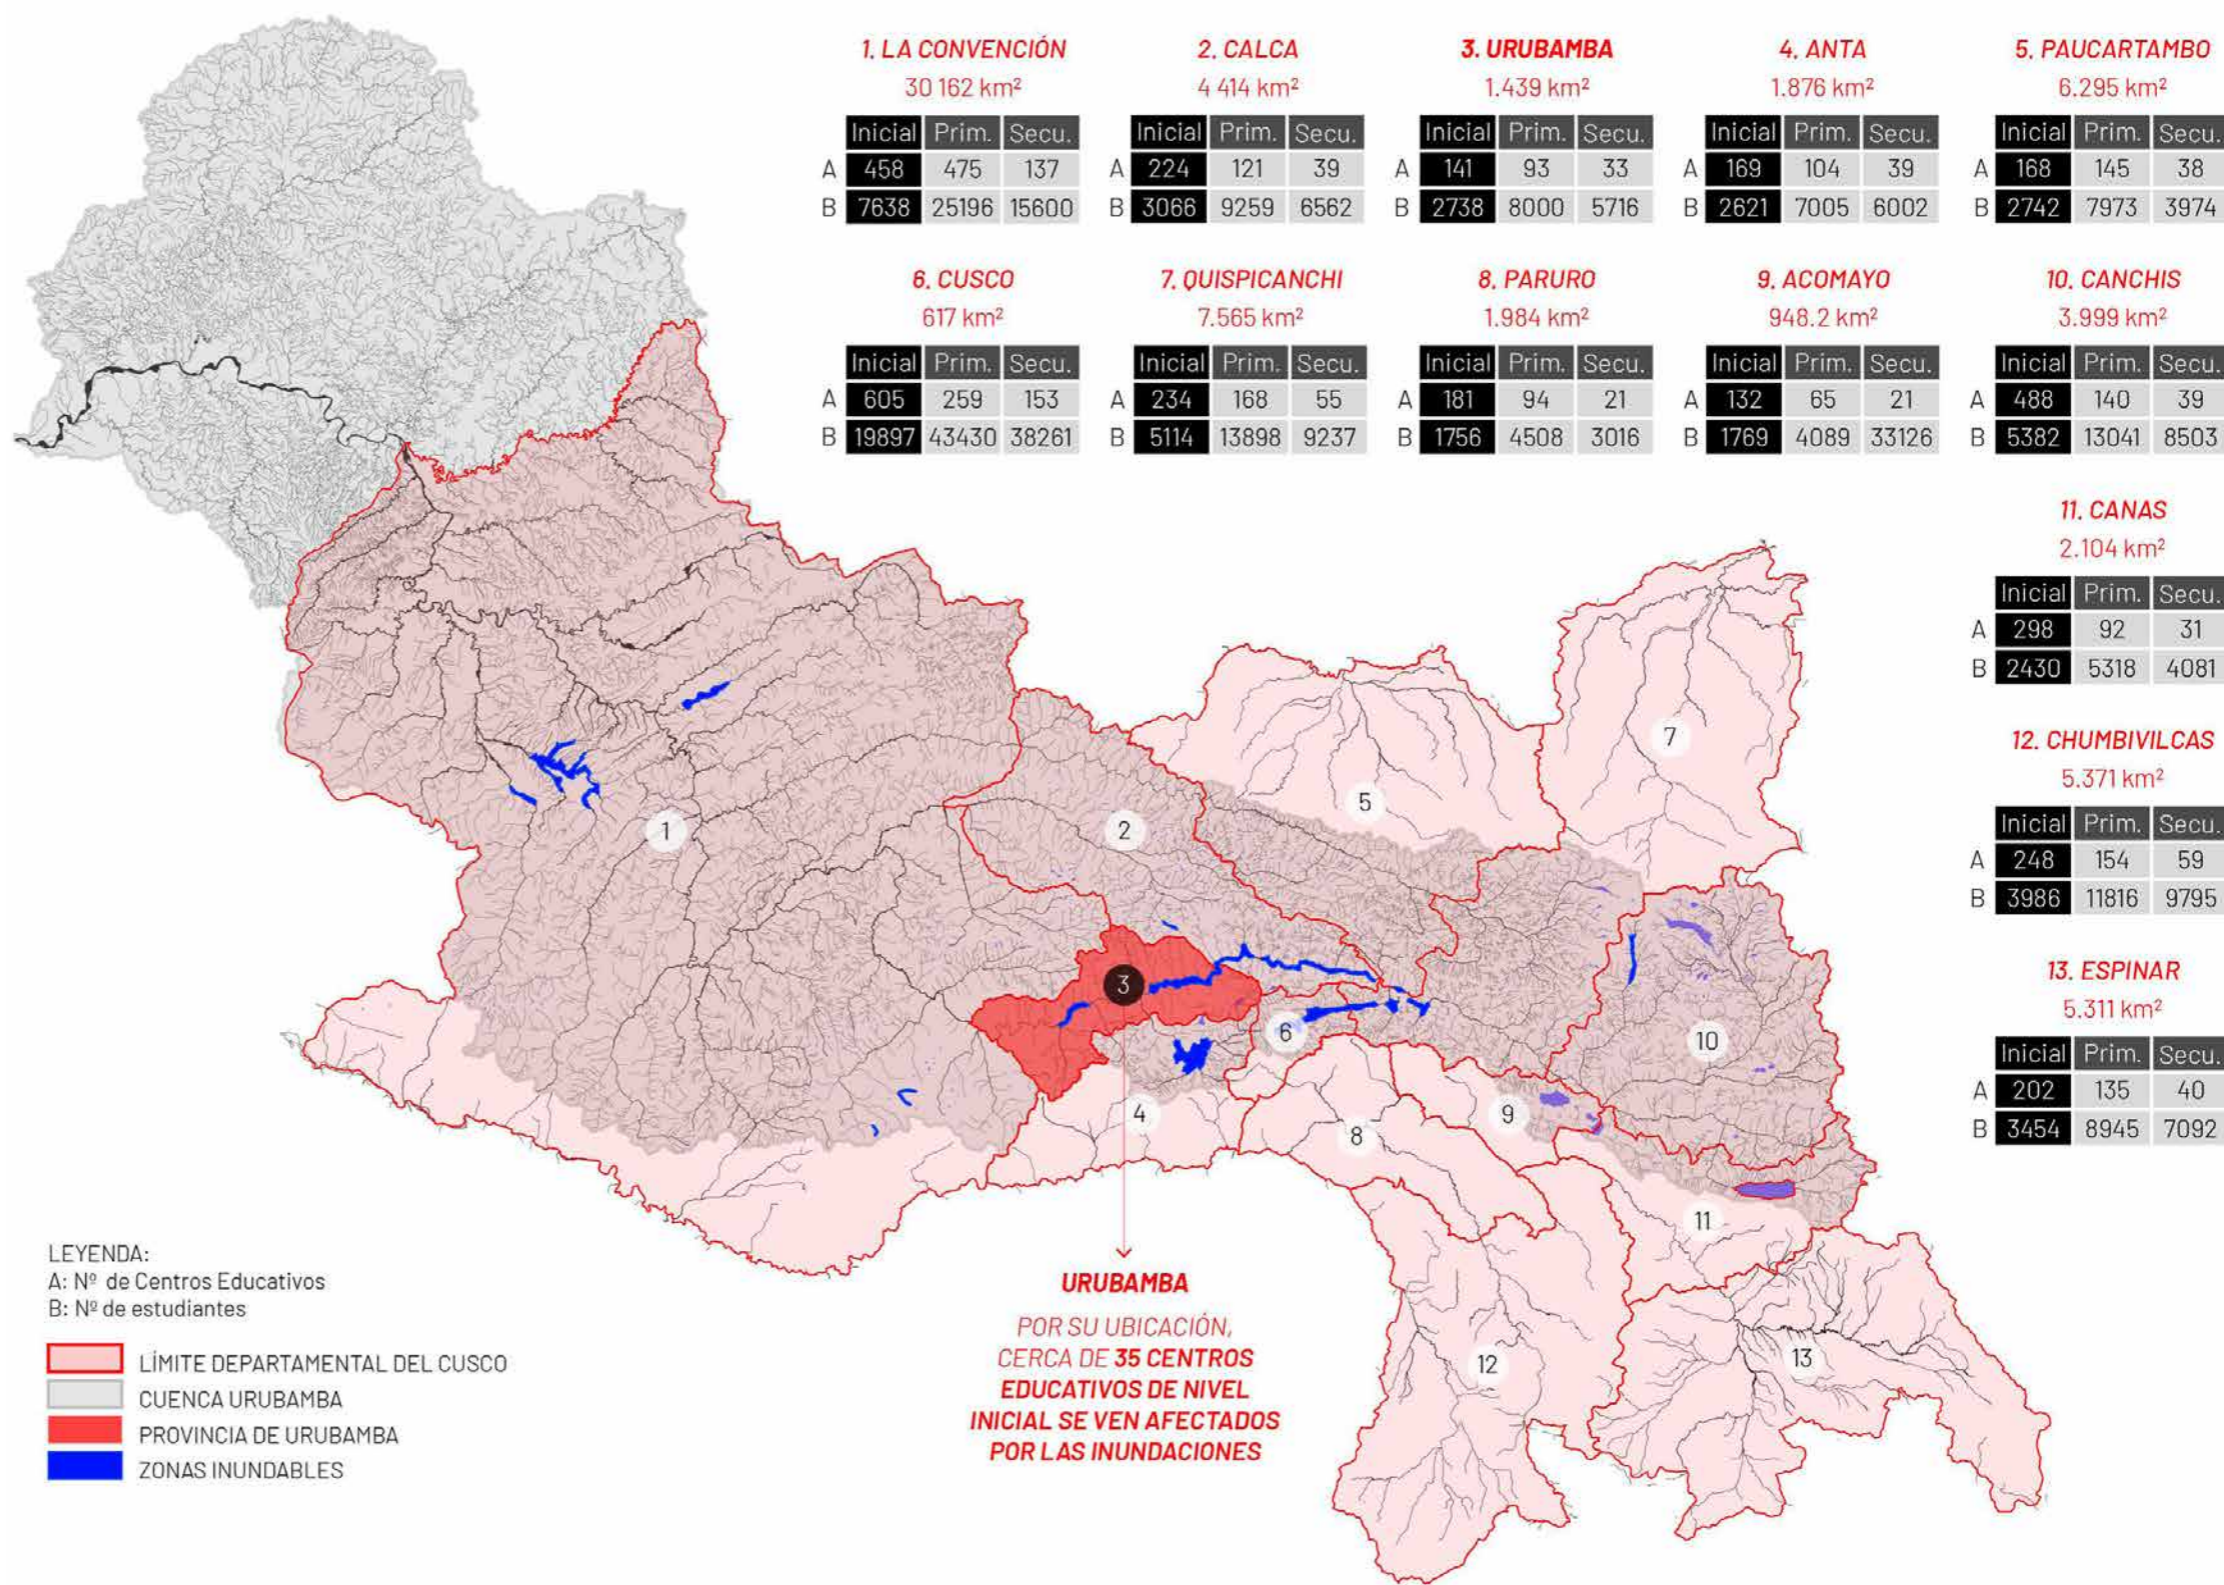 1. LA CONVENCIÓN
30 162 km²
Inicial Prim. Secu.
A 458 475 137
B 7638 25196 15600
2. CALCA
4 414 km²
Inicial Prim. Secu.
A 224 121 39
B 3066 9259 6562
3. URUBAMBA
1.439 km²
Inicial Prim. Secu.
A 141 93 33
B 2738 8000 5716
4. ANTA
1.876 km²
Inicial Prim. Secu.
A 169 104 39
B 2621 7005 6002
5. PAUCARTAMBO
6.295 km²
Inicial Prim. Secu.
A 168 145 38
B 2742 7973 3974
6. CUSCO
617 km²
Inicial Prim. Secu.
A 605 259 153
B 19897 43430 38261
7. QUISPICANCHI
7.565 km²
Inicial Prim. Secu.
A 234 168 55
B 5114 13898 9237
8. PARURO
1.984 km²
Inicial Prim. Secu.
A 181 94 21
B 1756 4508 3016
9. ACOMAYO
948.2 km²
Inicial Prim. Secu.
A 132 65 21
B 1769 4089 33126
10. CANCHIS
3.999 km²
Inicial Prim. Secu.
A 488 140 39
B 5382 13041 8503
11. CANAS
2.104 km²
Inicial Prim. Secu.
A 298 92 31
B 2430 5318 4081
12. CHUMBIVILCAS
5.371 km²
Inicial Prim. Secu.
A 248 154 59
B 3986 11816 9795
13. ESPINAR
5.311 km²
Inicial Prim. Secu.
A 202 135 40
B 3454 8945 7092
7
5
1
2
3
6
10
4
9
8
11
12
13
URUBAMBA
POR SU UBICACIÓN,
CERCA DE 35 CENTROS
EDUCATIVOS DE NIVEL
INICIAL SE VEN AFECTADOS
POR LAS INUNDACIONES
LEYENDA:
A: Nº de Centros Educativos
B: Nº de estudiantes
LÍMITE DEPARTAMENTAL DEL CUSCO
CUENCA URUBAMBA
PROVINCIA DE URUBAMBA
ZONAS INUNDABLES